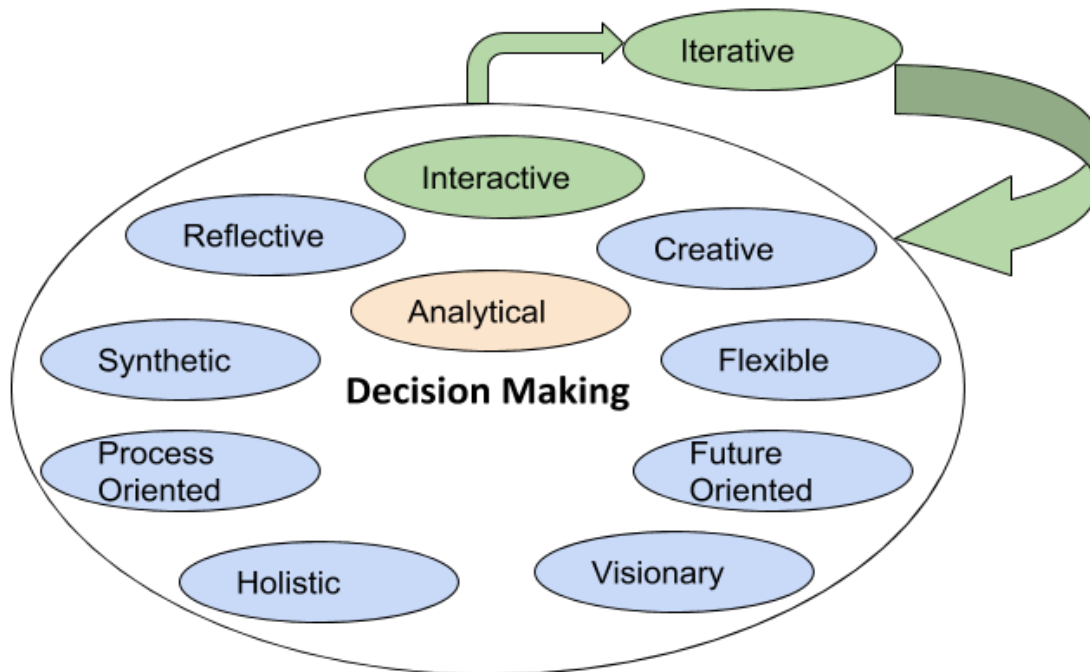 Iterative
Interactive
Reflective
Creative
Analytical
Synthetic
Flexible
Decision Making
Process
Oriented
Future
Oriented
Holistic
Visionary